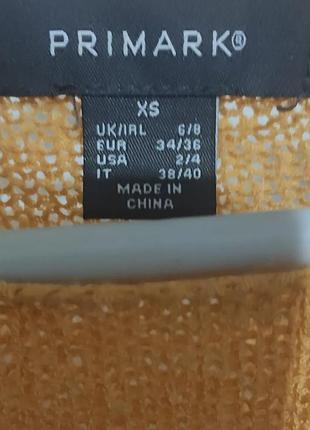 PRIMARK®
XS
UK/IRL 6/8
EUR 34/36
USA 2/4
IT 38/40
MADE IN
CHINA